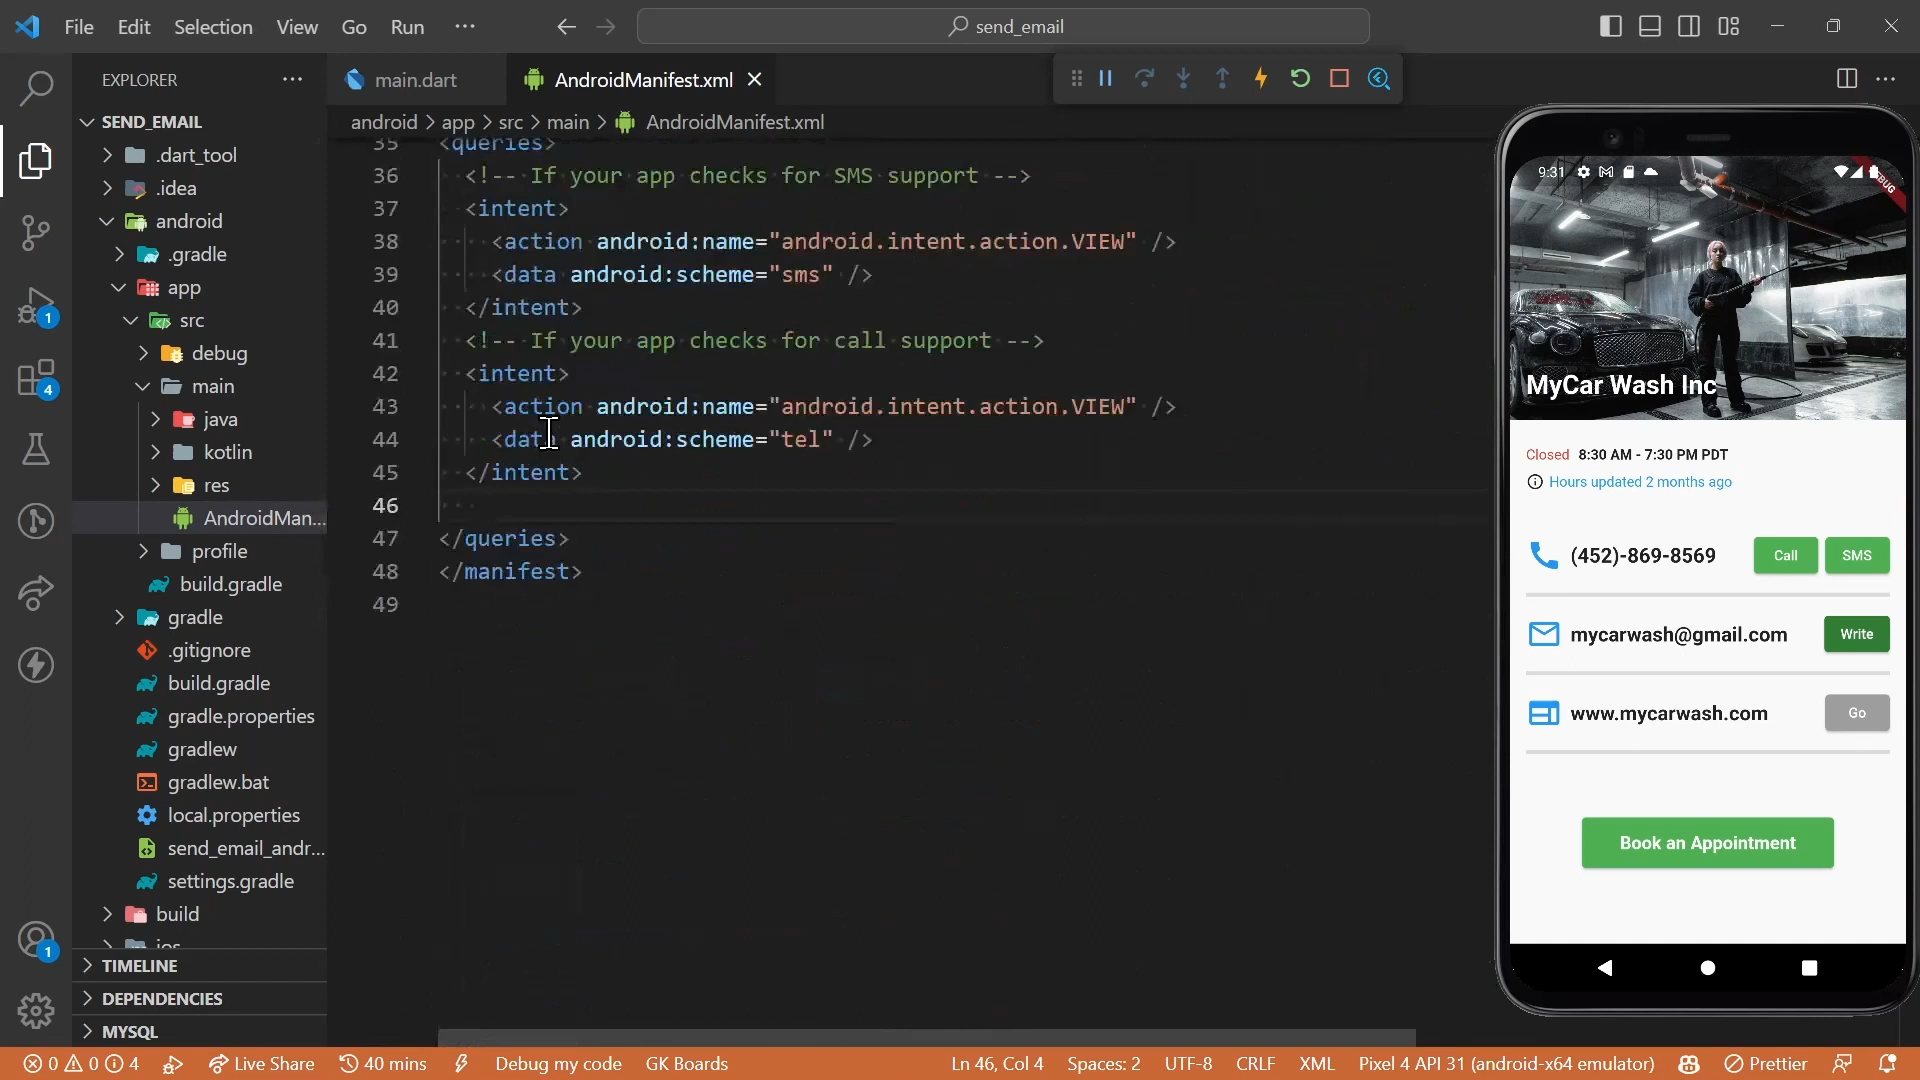 File Edit Selection View Go Run ··· send_email
EXPLORER ···
main.dart
AndroidManifest.xml
android > app > src > main > AndroidManifest.xml
SEND_EMAIL
.dart_tool
.idea
android
.gradle
app
src
debug
main
java
kotlin
res
AndroidMan...
profile
build.gradle
gradle
.gitignore
build.gradle
gradle.properties
gradlew
gradlew.bat
local.properties
send_email_andr...
settings.gradle
build
ios
TIMELINE
DEPENDENCIES
MYSQL
1
4
1
35 <queries>
36 <!-- If your app checks for SMS support -->
37 <intent>
38 <action android:name="android.intent.action.VIEW" />
39 <data android:scheme="sms" />
40 </intent>
41 <!-- If your app checks for call support -->
42 <intent>
43 <action android:name="android.intent.action.VIEW" />
44 <data android:scheme="tel" />
45 </intent>
46
47 </queries>
48 </manifest>
49
9:31
MyCar Wash Inc
Closed 8:30 AM - 7:30 PM PDT
Hours updated 2 months ago
(452)-869-8569 Call SMS
mycarwash@gmail.com Write
www.mycarwash.com Go
Book an Appointment
0 0 4 Live Share 40 mins Debug my code GK Boards Ln 46, Col 4 Spaces: 2 UTF-8 CRLF XML Pixel 4 API 31 (android-x64 emulator) Prettier